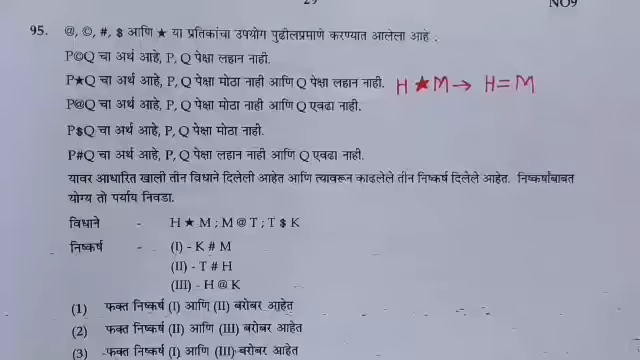 29
NO9
95. @, ©, #, $ आणि ★ या प्रतिकांचा उपयोग पुढीलप्रमाणे करण्यात आलेला आहे :
P©Q चा अर्थ आहे, P, Q पेक्षा लहान नाही.
P★Q चा अर्थ आहे, P, Q पेक्षा मोठा नाही आणि Q पेक्षा लहान नाही. H ★ M → H = M
P@Q चा अर्थ आहे, P, Q पेक्षा मोठा नाही आणि Q एवढा नाही.
P$Q चा अर्थ आहे, P, Q पेक्षा मोठा नाही.
P#Q चा अर्थ आहे, P, Q पेक्षा लहान नाही आणि Q एवढा नाही.
यावर आधारित खाली तीन विधाने दिलेली आहेत आणि त्यावरून काढलेले तीन निष्कर्ष दिलेले आहेत. निष्कर्षांबाबत
योग्य तो पर्याय निवडा.
विधाने - H ★ M ; M @ T ; T $ K
निष्कर्ष - (I) - K # M
(II) - T # H
(III) - H @ K
(1) फक्त निष्कर्ष (I) आणि (II) बरोबर आहेत
(2) फक्त निष्कर्ष (II) आणि (III) बरोबर आहेत
(3) फक्त निष्कर्ष (I) आणि (III) बरोबर आहेत